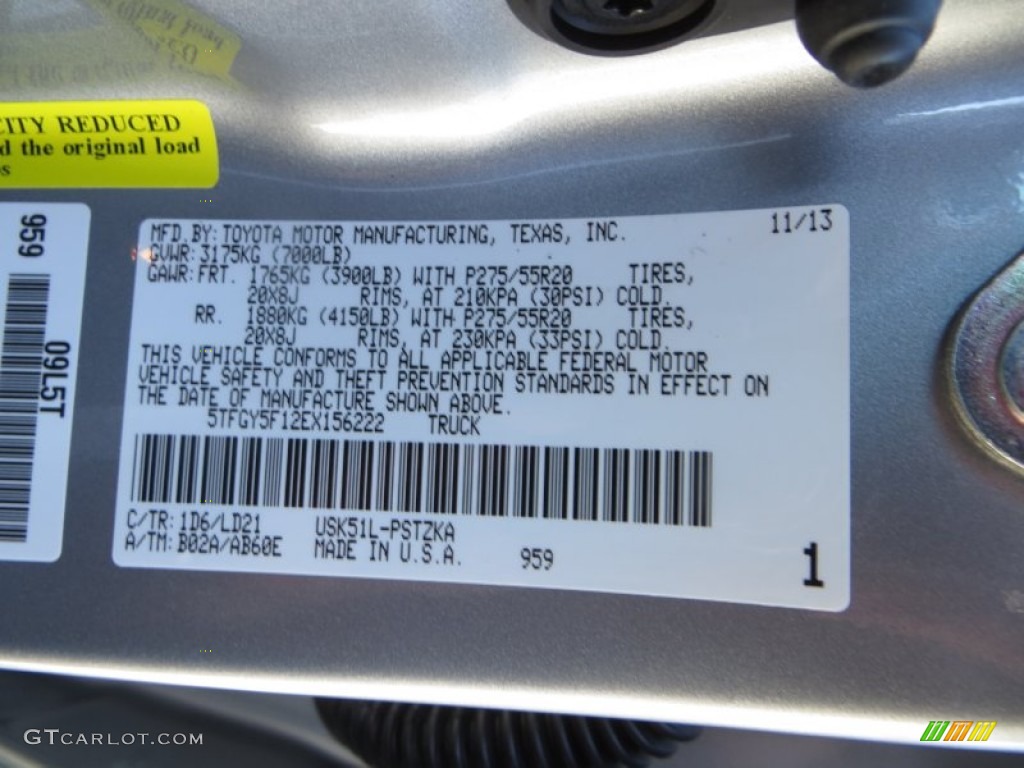 CITY REDUCED
d the original load
os
959
09L5T
MFD.BY: TOYOTA MOTOR MANUFACTURING, TEXAS, INC. 11/13
GVWR: 3175KG (7000LB)
GAWR: FRT. 1765KG (3900LB) WITH P275/55R20 TIRES,
20X8J RIMS, AT 210KPA (30PSI) COLD.
RR. 1880KG (4150LB) WITH P275/55R20 TIRES,
20X8J RIMS, AT 230KPA (33PSI) COLD.
THIS VEHICLE CONFORMS TO ALL APPLICABLE FEDERAL MOTOR
VEHICLE SAFETY AND THEFT PREVENTION STANDARDS IN EFFECT ON
THE DATE OF MANUFACTURE SHOWN ABOVE.
5TFGY5F12EX156222 TRUCK
C/TR: 1D6/LD21 USK51L-PSTZKA
A/TM: B02A/AB60E MADE IN U.S.A. 959
1
GTCARLOT.COM